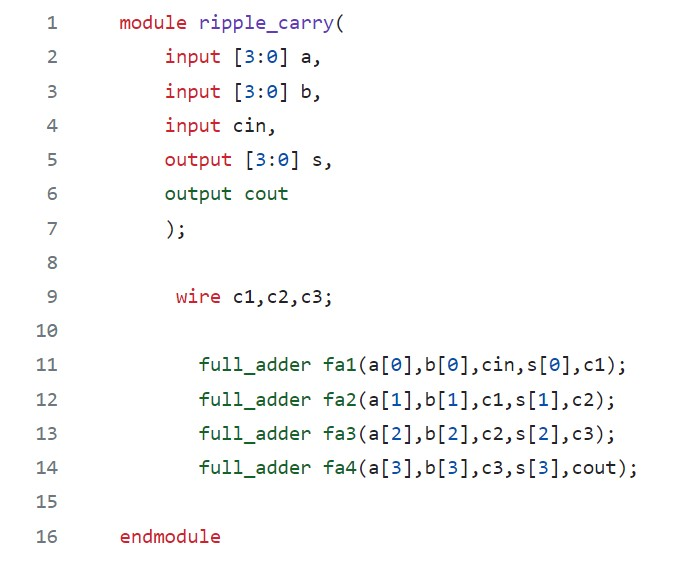 1 module ripple_carry(
2 input [3:0] a,
3 input [3:0] b,
4 input cin,
5 output [3:0] s,
6 output cout
7 );
8
9 wire c1,c2,c3;
10
11 full_adder fa1(a[0],b[0],cin,s[0],c1);
12 full_adder fa2(a[1],b[1],c1,s[1],c2);
13 full_adder fa3(a[2],b[2],c2,s[2],c3);
14 full_adder fa4(a[3],b[3],c3,s[3],cout);
15
16 endmodule